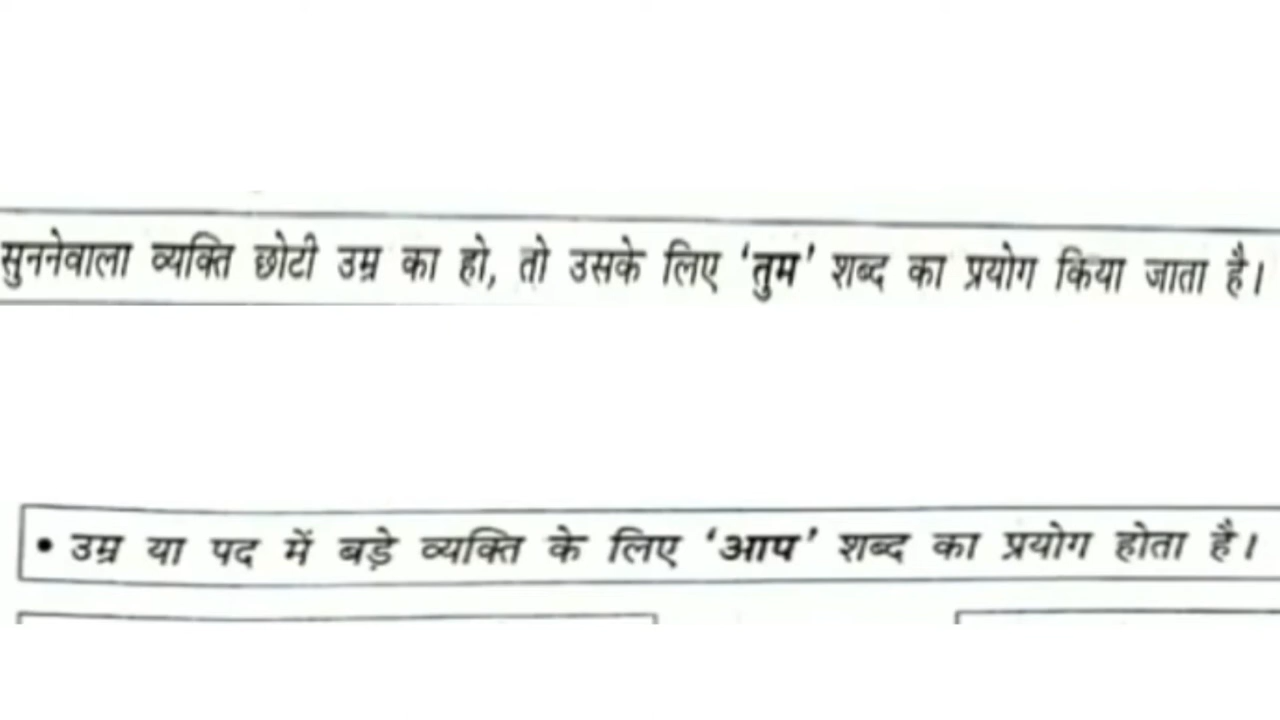 सुननेवाला व्यक्ति छोटी उम्र का हो, तो उसके लिए ‘तुम’ शब्द का प्रयोग किया जाता है।
• उम्र या पद में बड़े व्यक्ति के लिए ‘आप’ शब्द का प्रयोग होता है।